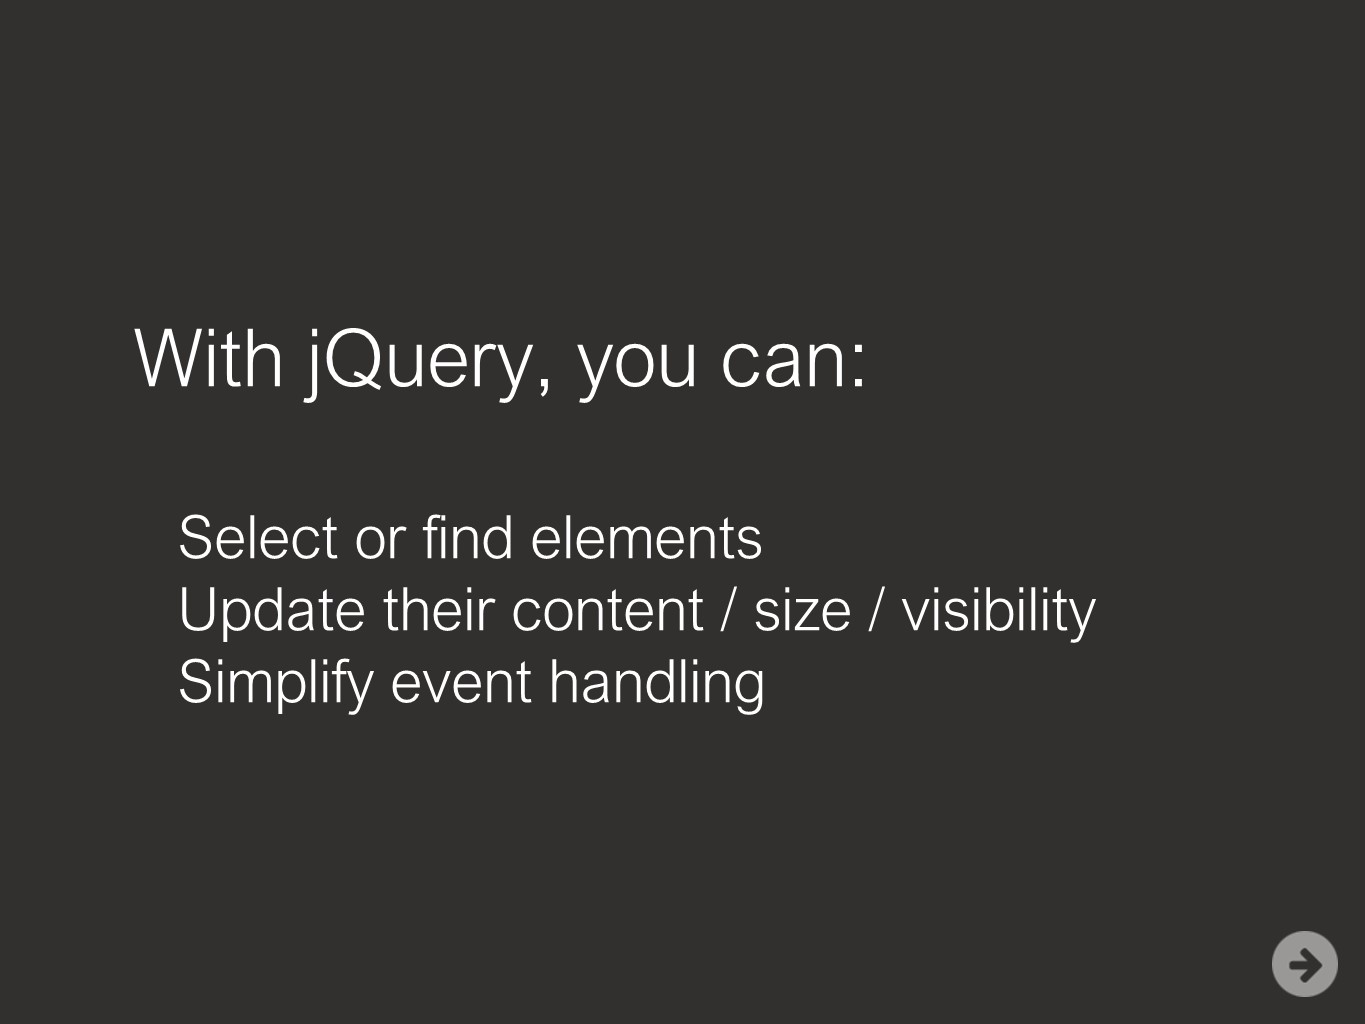 With jQuery, you can:
Select or find elements
Update their content / size / visibility
Simplify event handling